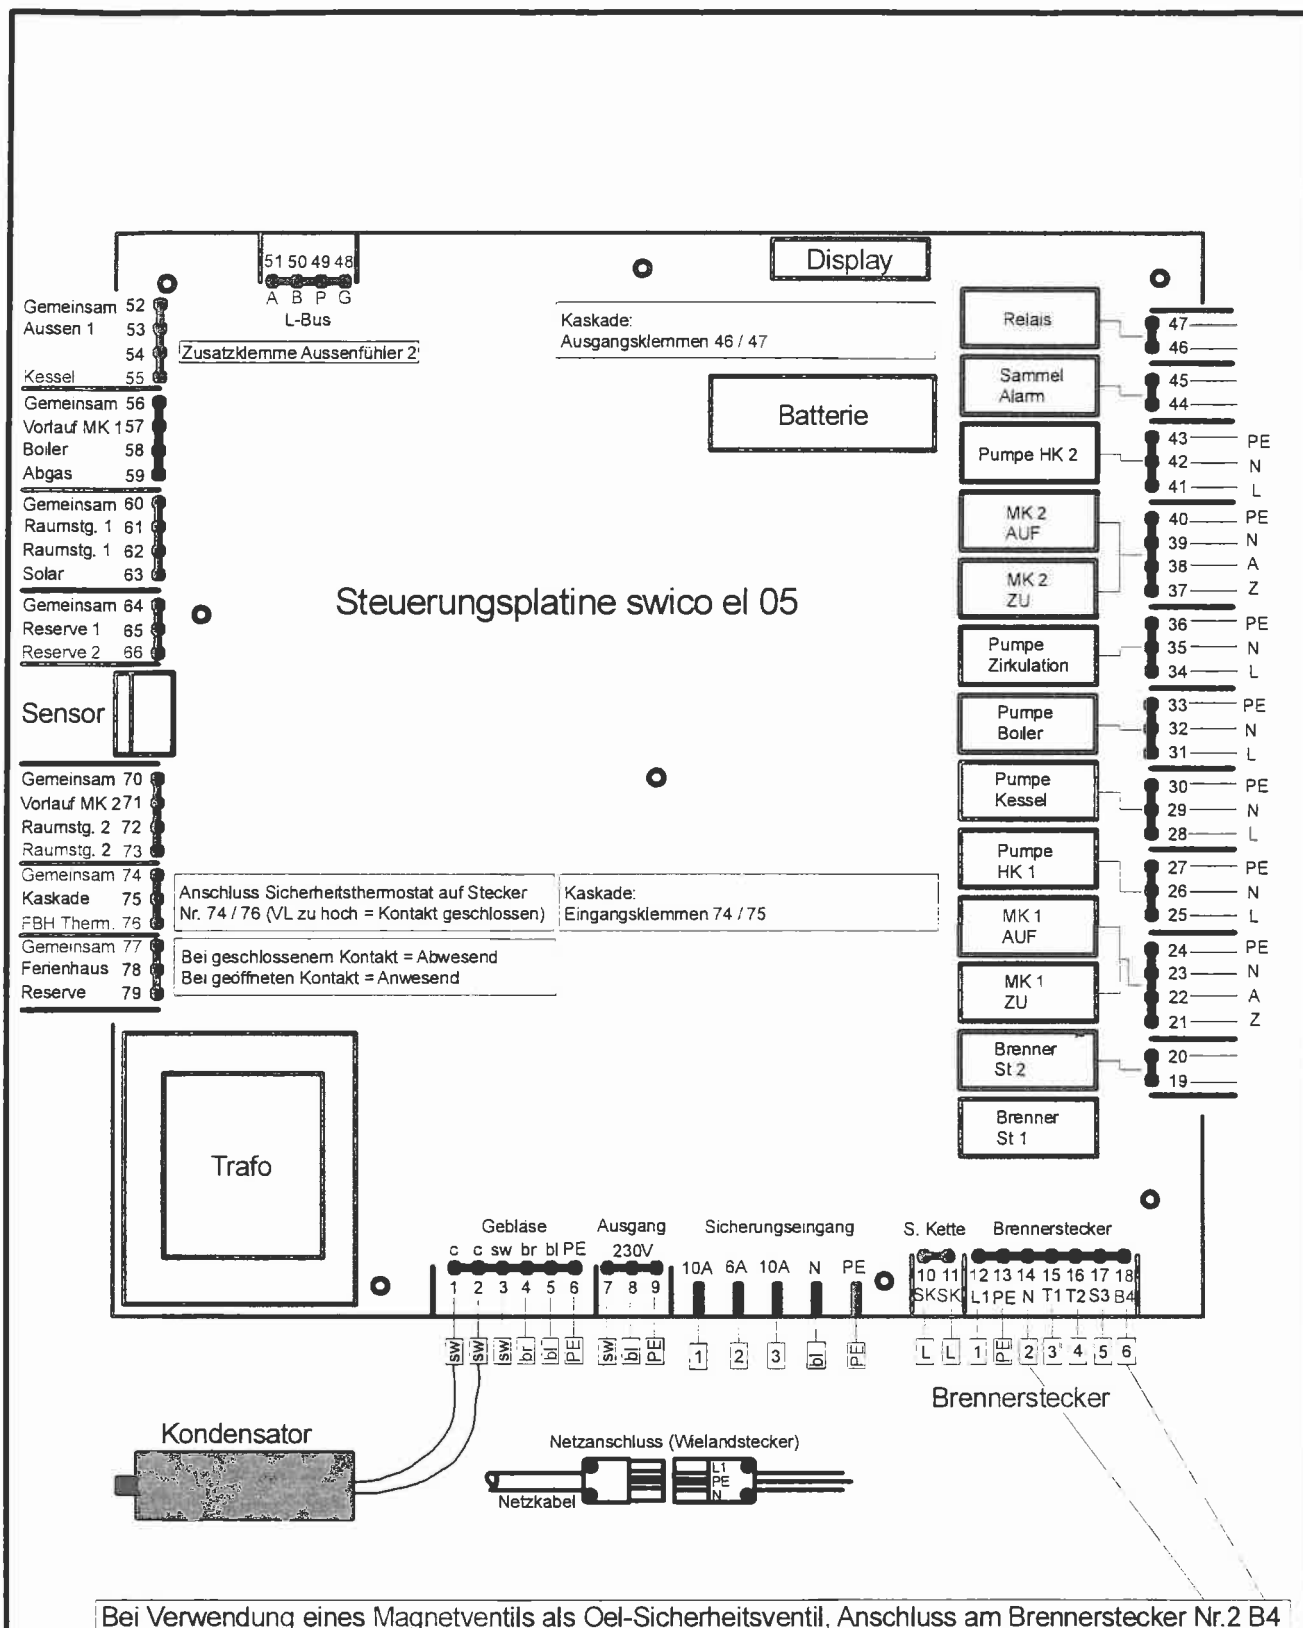 51 50 49 48
A B P G
L-Bus
Display
Gemeinsam 52
Aussen 1 53
54
Kessel 55
Zusatzklemme Aussenfühler 2
Kaskade:
Ausgangsklemmen 46 / 47
Batterie
Gemeinsam 56
Vorlauf MK 1 57
Boiler 58
Abgas 59
Gemeinsam 60
Raumstg. 1 61
Raumstg. 1 62
Solar 63
Gemeinsam 64
Reserve 1 65
Reserve 2 66
Sensor
Gemeinsam 70
Vorlauf MK 2 71
Raumstg. 2 72
Raumstg. 2 73
Gemeinsam 74
Kaskade 75
FBH Therm. 76
Gemeinsam 77
Ferienhaus 78
Reserve 79
Steuerungsplatine swico el 05
Anschluss Sicherheitsthermostat auf Stecker
Nr. 74 / 76 (VL zu hoch = Kontakt geschlossen)
Kaskade:
Eingangsklemmen 74 / 75
Bei geschlossenem Kontakt = Abwesend
Bei geöffneten Kontakt = Anwesend
Relais
47
46
Sammel
Alarm
45
44
Pumpe HK 2
43 PE
42 N
41 L
MK 2
AUF
MK 2
ZU
40 PE
39 N
38 A
37 Z
Pumpe
Zirkulation
36 PE
35 N
34 L
Pumpe
Boiler
33 PE
32 N
31 L
Pumpe
Kessel
30 PE
29 N
28 L
Pumpe
HK 1
27 PE
26 N
25 L
MK 1
AUF
MK 1
ZU
24 PE
23 N
22 A
21 Z
Brenner
St 2
20
19
Brenner
St 1
Trafo
Gebläse
c c sw br bl PE
1 2 3 4 5 6
sw sw sw br bl PE
Ausgang
230V
7 8 9
sw bl PE
Sicherungseingang
10A 6A 10A N PE
1 2 3 bl PE
S. Kette
10 11
SK SK
L L
Brennerstecker
12 13 14 15 16 17 18
L1 PE N T1 T2 S3 B4
1 PE 2 3 4 5 6
Brennerstecker
Kondensator
Netzanschluss (Wielandstecker)
L1
PE
N
Netzkabel
Bei Verwendung eines Magnetventils als Oel-Sicherheitsventil, Anschluss am Brennerstecker Nr.2 B4